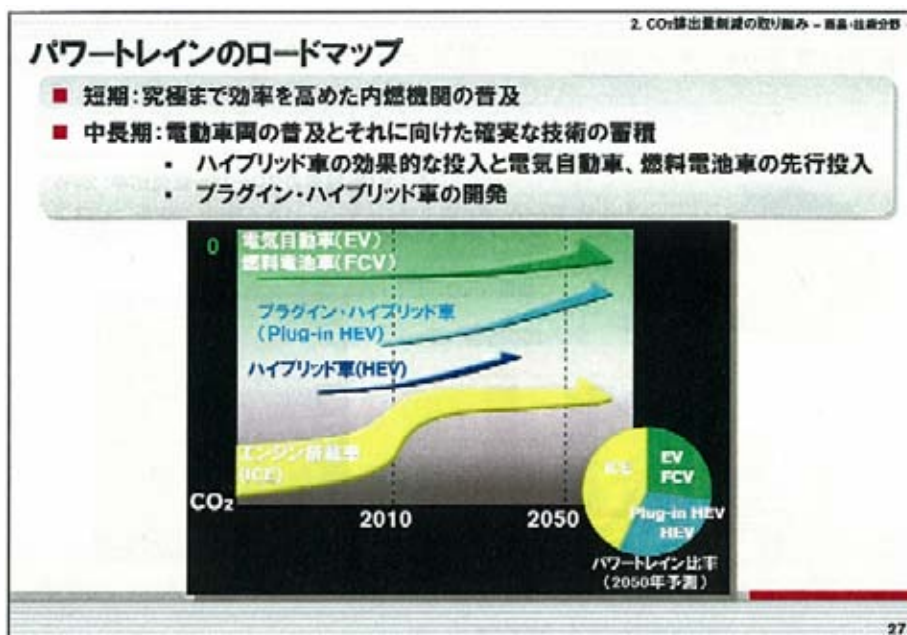 2. CO₂排出量削減の取り組み – 商品・技術分野
パワートレインのロードマップ
■ 短期：究極まで効率を高めた内燃機関の普及
■ 中長期：電動車両の普及とそれに向けた確実な技術の蓄積
• ハイブリッド車の効果的な投入と電気自動車、燃料電池車の先行投入
• プラグイン・ハイブリッド車の開発
0
電気自動車(EV)
燃料電池車(FCV)
プラグイン・ハイブリッド車
(Plug-in HEV)
ハイブリッド車(HEV)
エンジン搭載車
(ICE)
CO₂
2010
2050
ICE
EV
FCV
Plug-in HEV
HEV
パワートレイン比率
(2050年予測)
27